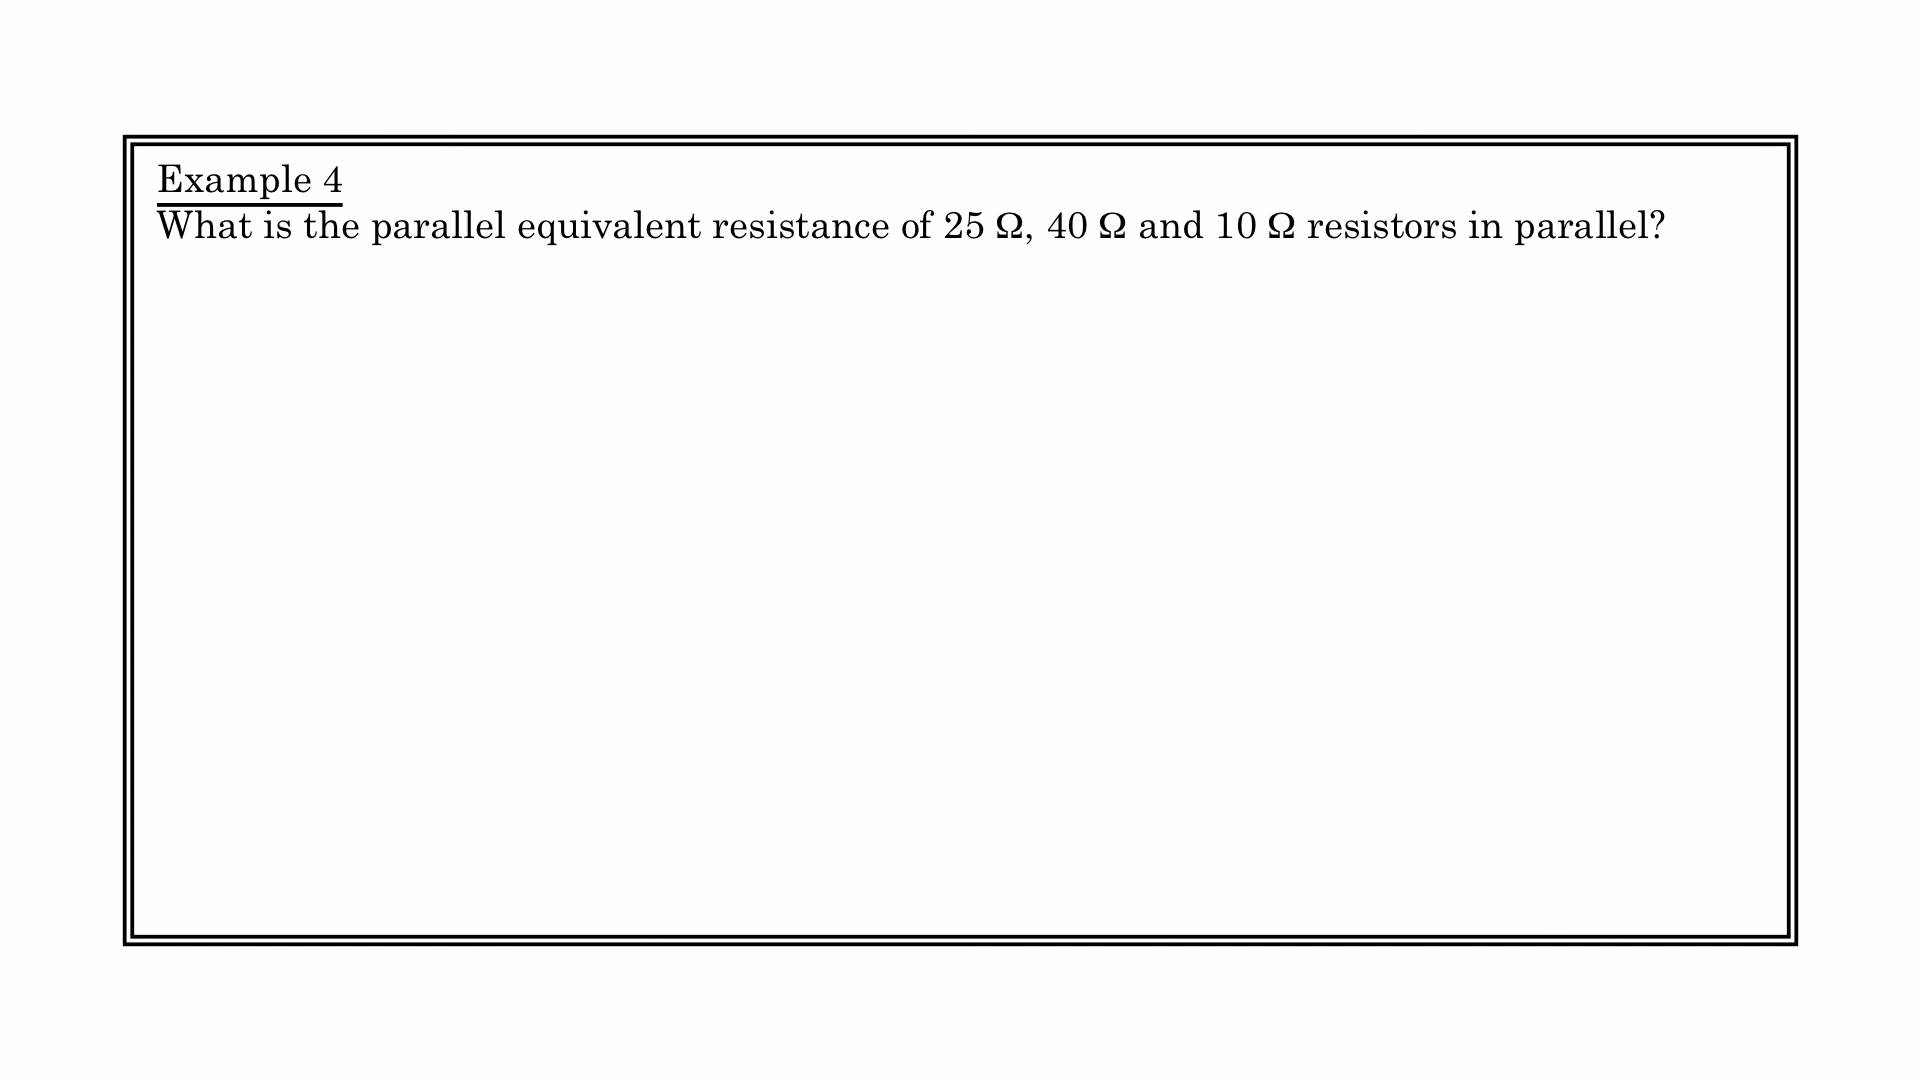 Example 4
What is the parallel equivalent resistance of 25 Ω, 40 Ω and 10 Ω resistors in parallel?